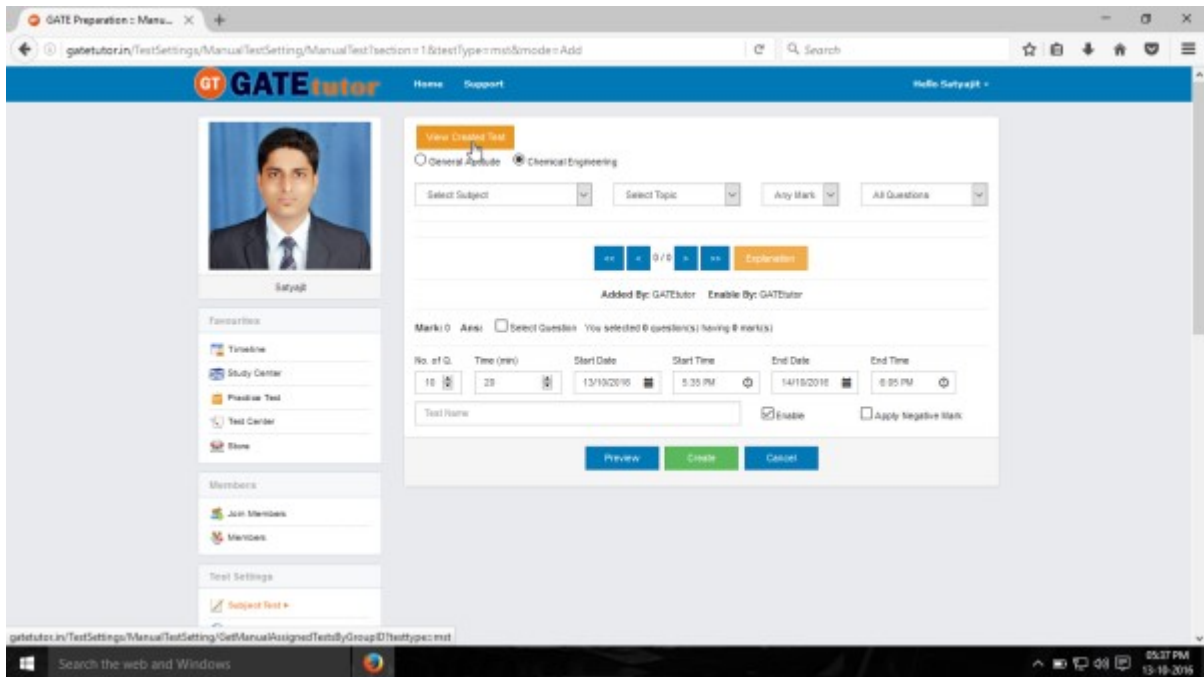 GATE Preparation :: Manu...
gatetutor.in/TestSettings/ManualTestSetting/ManualTest?section=1&testType=mst&mode=Add
Search
GT GATEtutor
Home Support
Hello Satyajit
Satyajit
Favourites
Timeline
Study Center
Practise Test
Test Center
Store
Members
Join Members
Members
Test Settings
Subject Test
View Created Test
General Aptitude Chemical Engineering
Select Subject Select Topic Any Mark All Questions
<< < 0 / 0 > >> Explanation
Added By: GATEtutor Enable By: GATEtutor
Mark: 0 Ans: Select Question You selected 0 question(s) having 0 mark(s)
No. of Q. Time (min) Start Date Start Time End Date End Time
10 20 13/10/2016 5:35 PM 14/10/2016 6:05 PM
Test Name Enable Apply Negative Mark
Preview Create Cancel
gatetutor.in/TestSettings/ManualTestSetting/GetManualAssignedTestsByGroupID?testtype=mst
Search the web and Windows
05:37 PM
13-10-2016